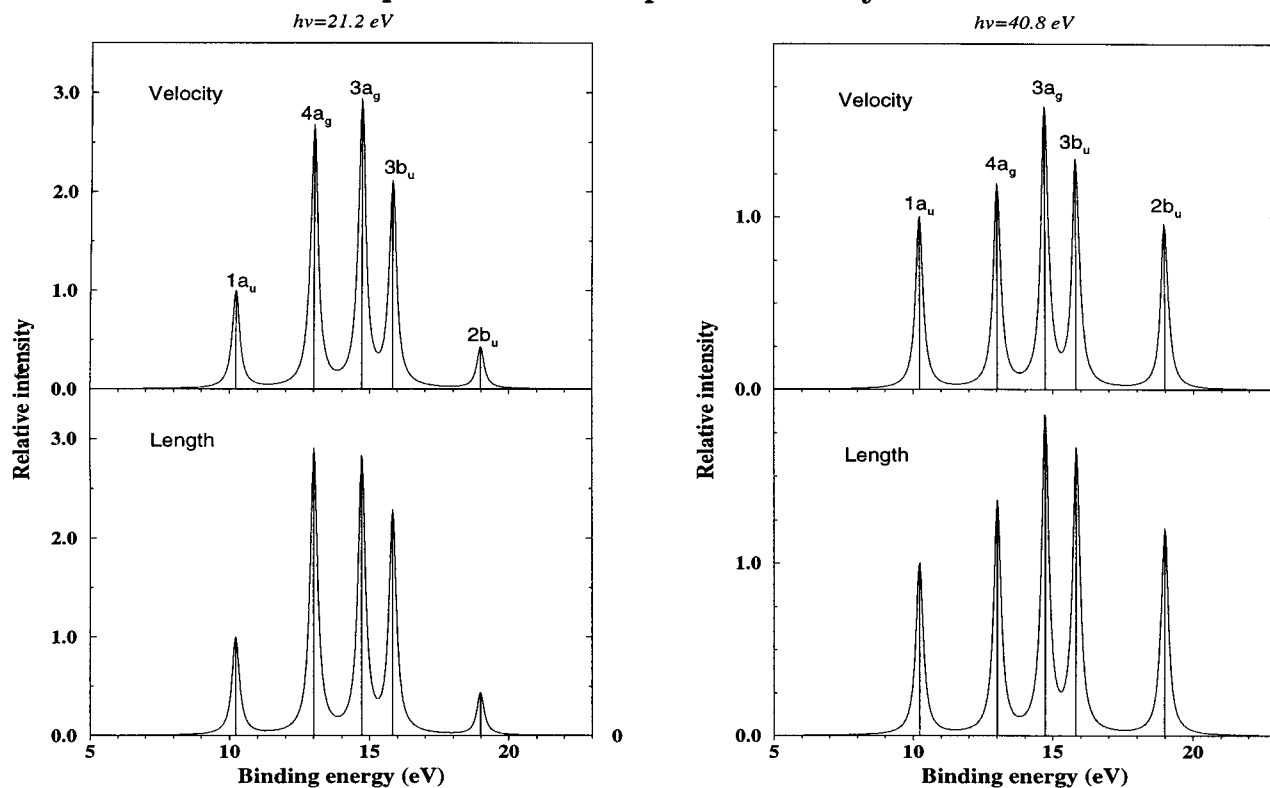 hν=21.2 eV
Velocity
1a_u
4a_g
3a_g
3b_u
2b_u
3.0
2.0
1.0
0.0
Length
3.0
2.0
1.0
0.0
5
10
15
20
0
Relative intensity
Binding energy (eV)
hν=40.8 eV
Velocity
1a_u
4a_g
3a_g
3b_u
2b_u
1.0
0.0
Length
1.0
0.0
5
10
15
20
Relative intensity
Binding energy (eV)